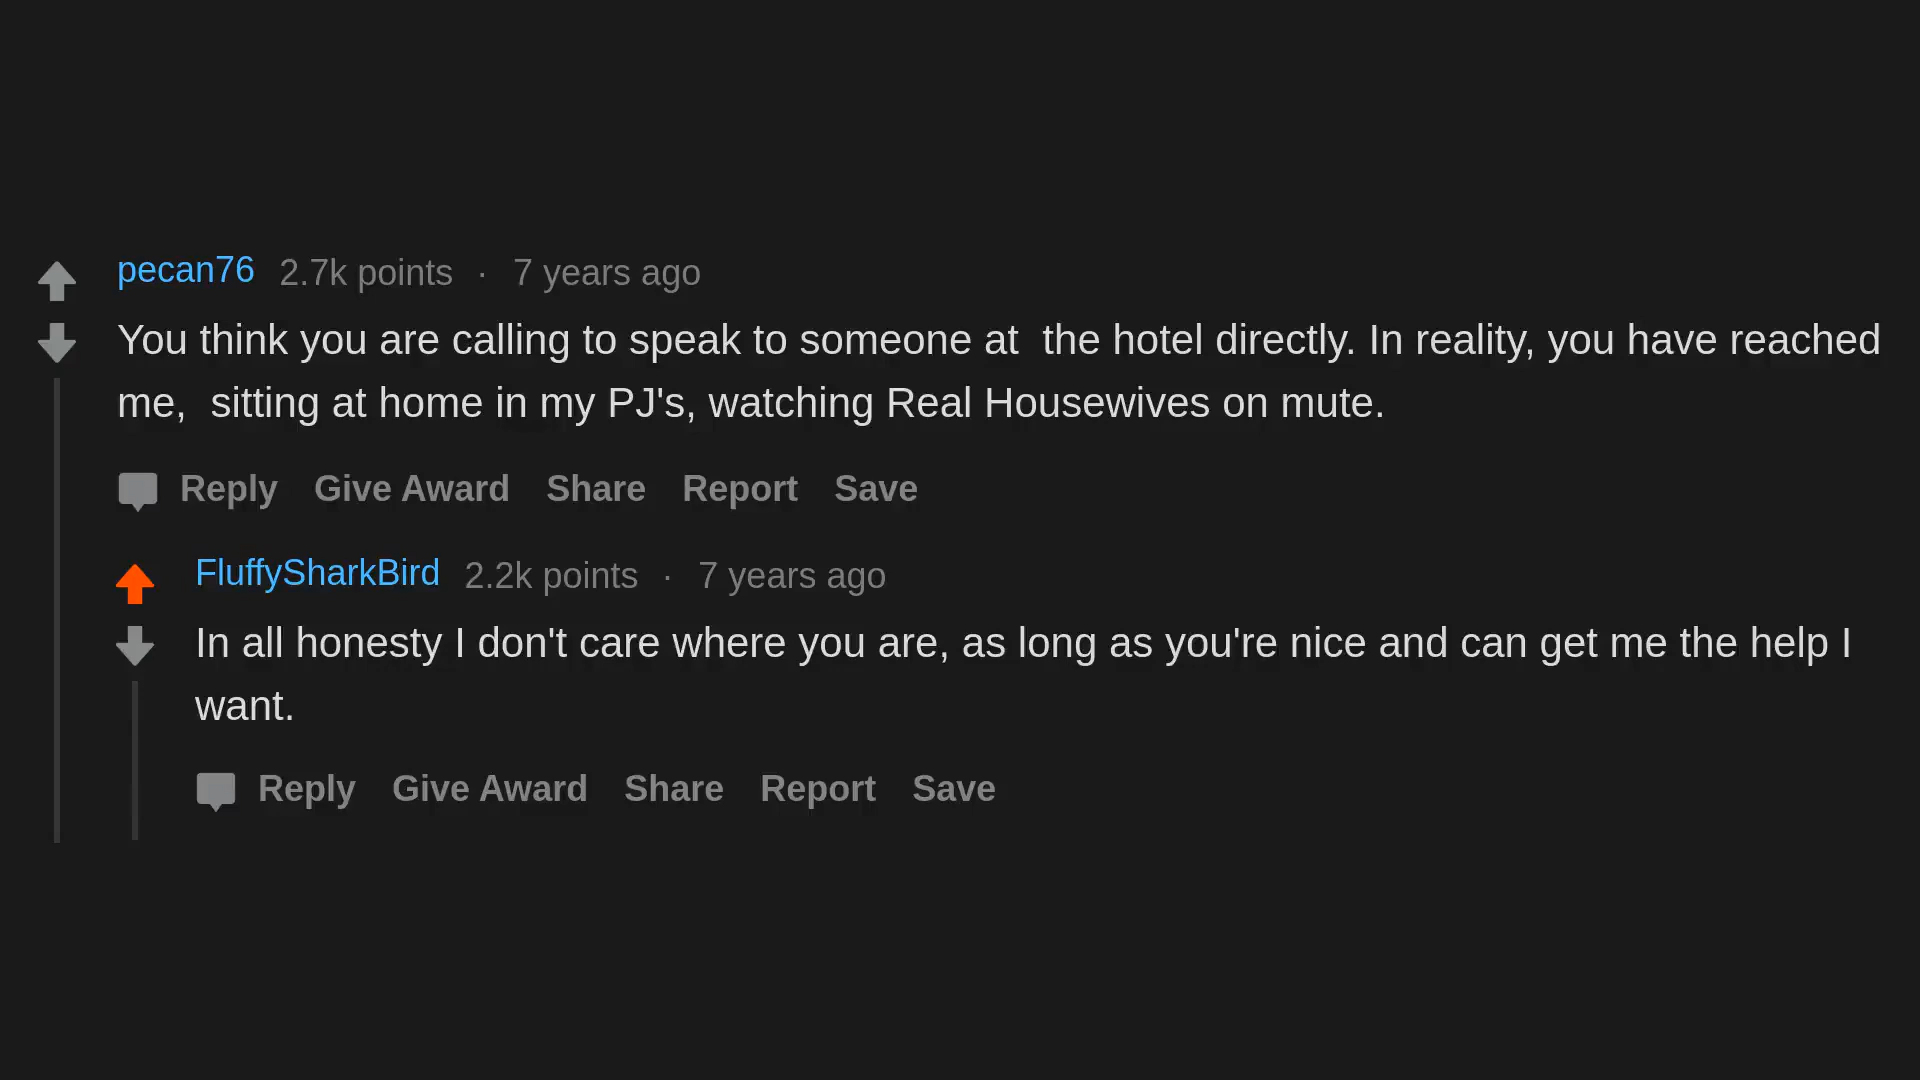 pecan76 2.7k points · 7 years ago
You think you are calling to speak to someone at  the hotel directly. In reality, you have reached
me,  sitting at home in my PJ's, watching Real Housewives on mute.
Reply Give Award Share Report Save
FluffySharkBird 2.2k points · 7 years ago
In all honesty I don't care where you are, as long as you're nice and can get me the help I
want.
Reply Give Award Share Report Save